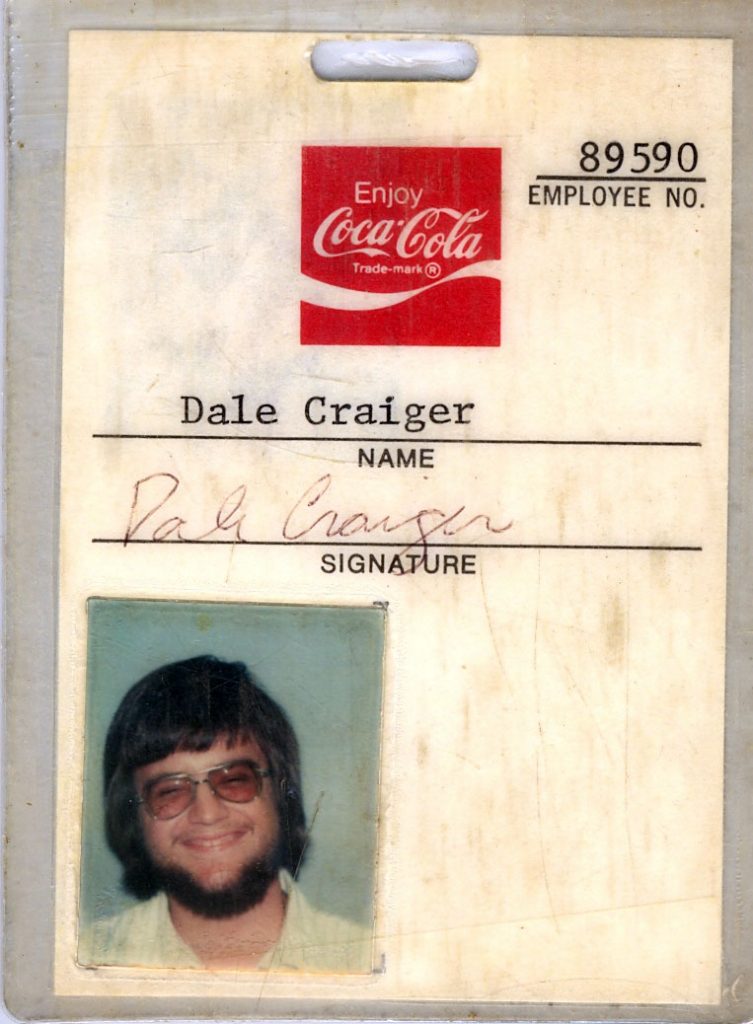 89590
EMPLOYEE NO.
Enjoy
Coca-Cola
Trade-mark ®
Dale Craiger
NAME
Dale Craiger
SIGNATURE